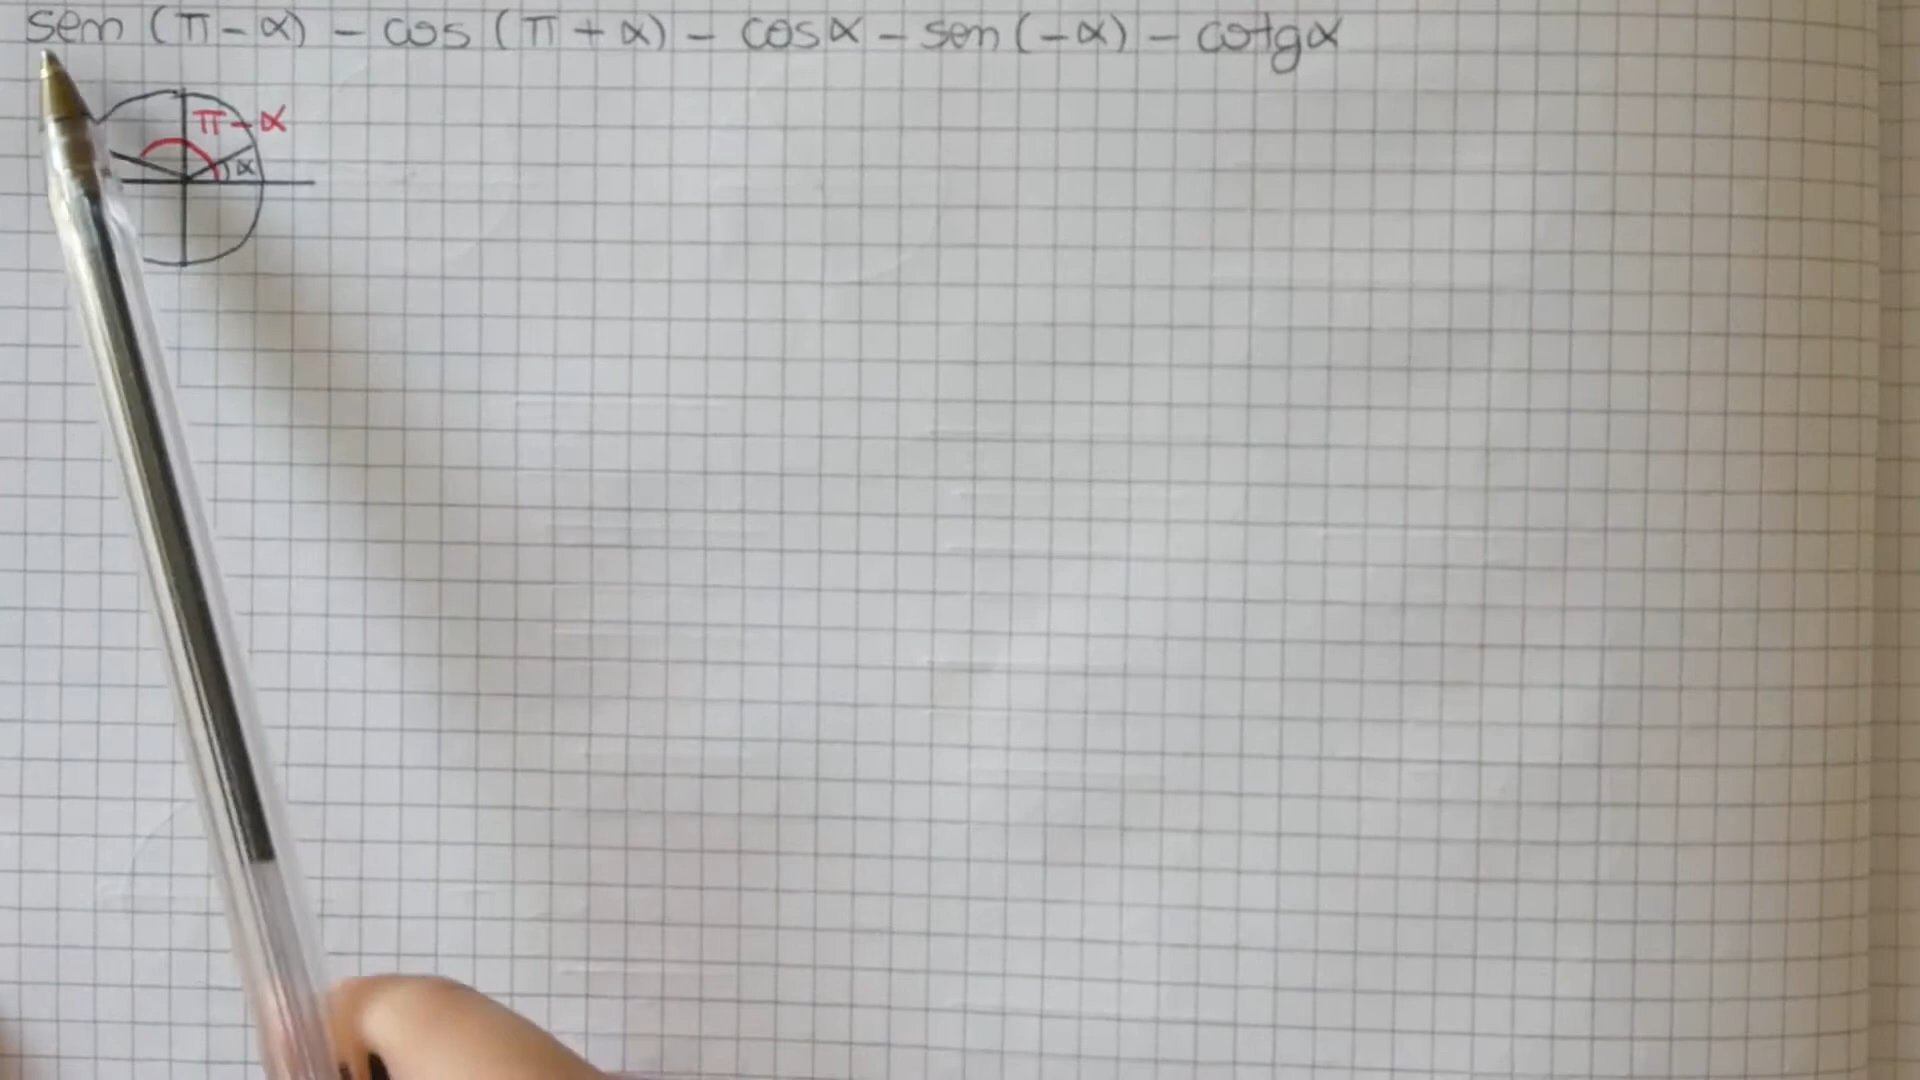 sen (π - α) - cos (π + α) - cos α - sen (-α) - cotg α
π - α
α